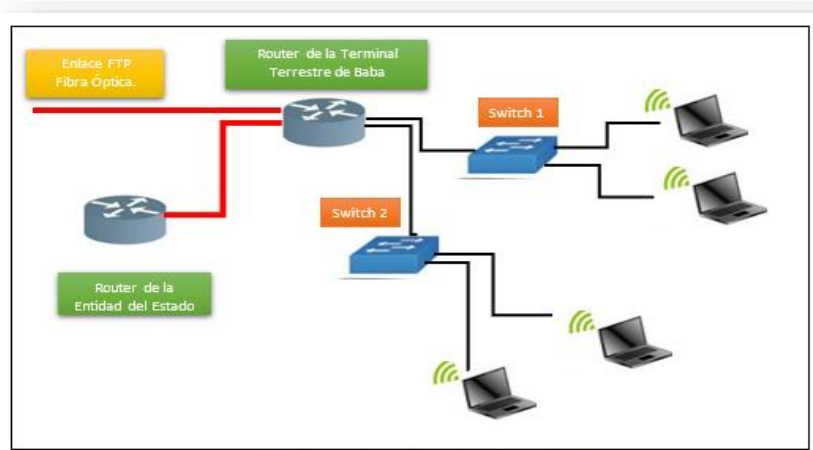 Enlace FTP
Fibra Óptica.
Router de la Terminal
Terrestre de Baba
Switch 1
Switch 2
Router de la
Entidad del Estado